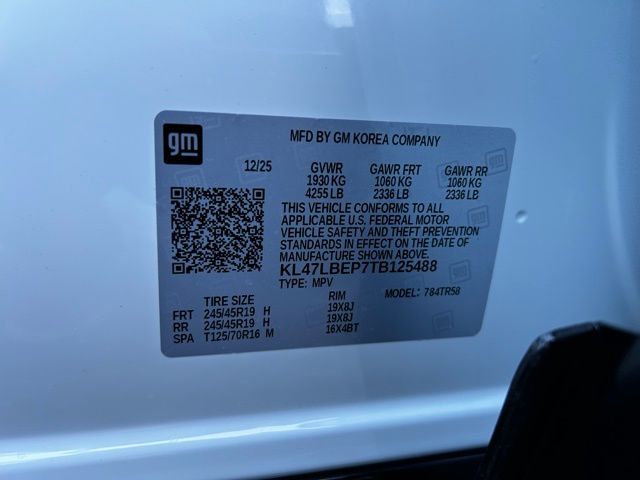 gm
MFD BY GM KOREA COMPANY
12/25 GVWR GAWR FRT GAWR RR
1930 KG 1060 KG 1060 KG
4255 LB 2336 LB 2336 LB
THIS VEHICLE CONFORMS TO ALL
APPLICABLE U.S. FEDERAL MOTOR
VEHICLE SAFETY AND THEFT PREVENTION
STANDARDS IN EFFECT ON THE DATE OF
MANUFACTURE SHOWN ABOVE.
KL47LBEP7TB125488
TYPE: MPV MODEL: 784TR58
TIRE SIZE RIM
FRT 245/45R19 H 19X8J
RR 245/45R19 H 19X8J
SPA T125/70R16 M 16X4BT